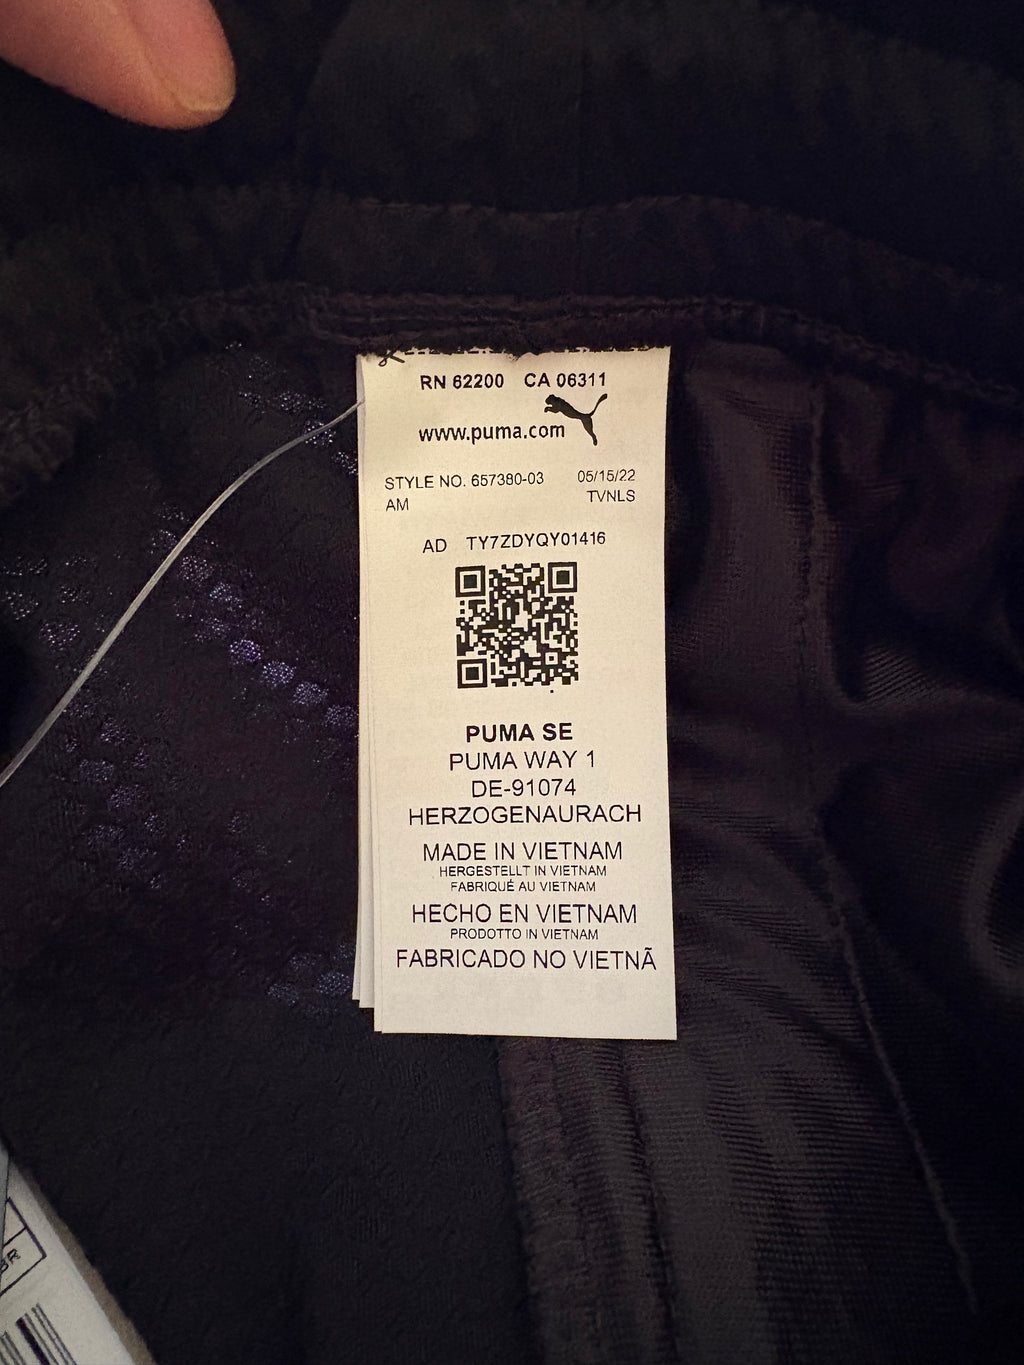 RN 62200 CA 06311
www.puma.com
STYLE NO. 657380-03 05/15/22
AM TVNLS
AD TY7ZDYQY01416
PUMA SE
PUMA WAY 1
DE-91074
HERZOGENAURACH
MADE IN VIETNAM
HERGESTELLT IN VIETNAM
FABRIQUÉ AU VIETNAM
HECHO EN VIETNAM
PRODOTTO IN VIETNAM
FABRICADO NO VIETNÃ